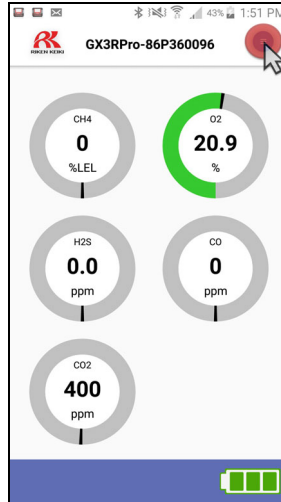 43% 1:51 PM
RIKEN KEIKI
GX3RPro-86P360096
CH4
0
%LEL
O2
20.9
%
H2S
0.0
ppm
CO
0
ppm
CO2
400
ppm